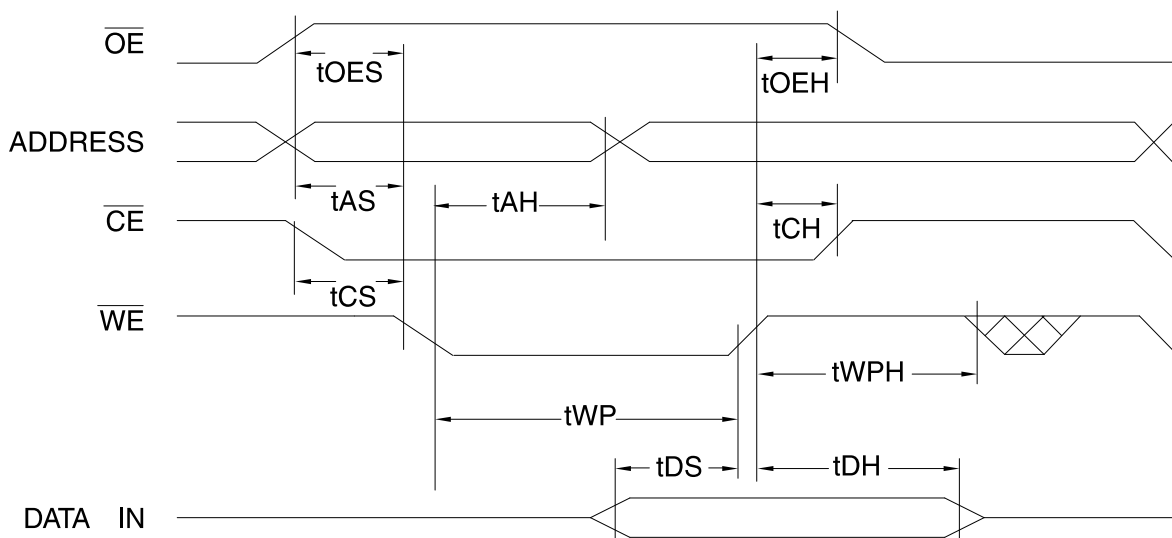 OE
tOES
tOEH
ADDRESS
tAS
tAH
CE
tCH
tCS
WE
tWPH
tWP
tDS
tDH
DATA IN